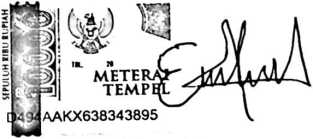 SEPULUH RIBU RUPIAH
10000
TGL. 20
METERAI
TEMPEL
D494AAKX638343895